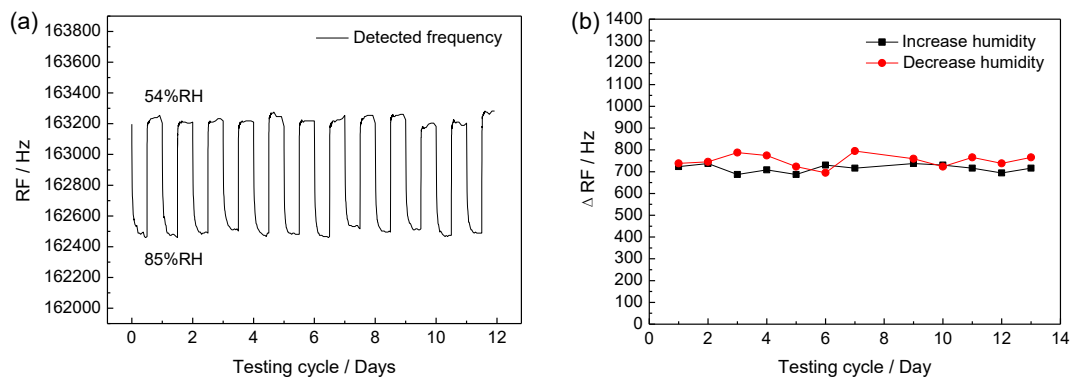 (a)
163800
163600
163400
163200
163000
162800
162600
162400
162200
162000
RF / Hz
Detected frequency
54%RH
85%RH
0 2 4 6 8 10 12
Testing cycle / Days
(b)
1400
1300
1200
1100
1000
900
800
700
600
500
400
300
200
100
0
Δ RF / Hz
Increase humidity
Decrease humidity
0 2 4 6 8 10 12 14
Testing cycle / Day